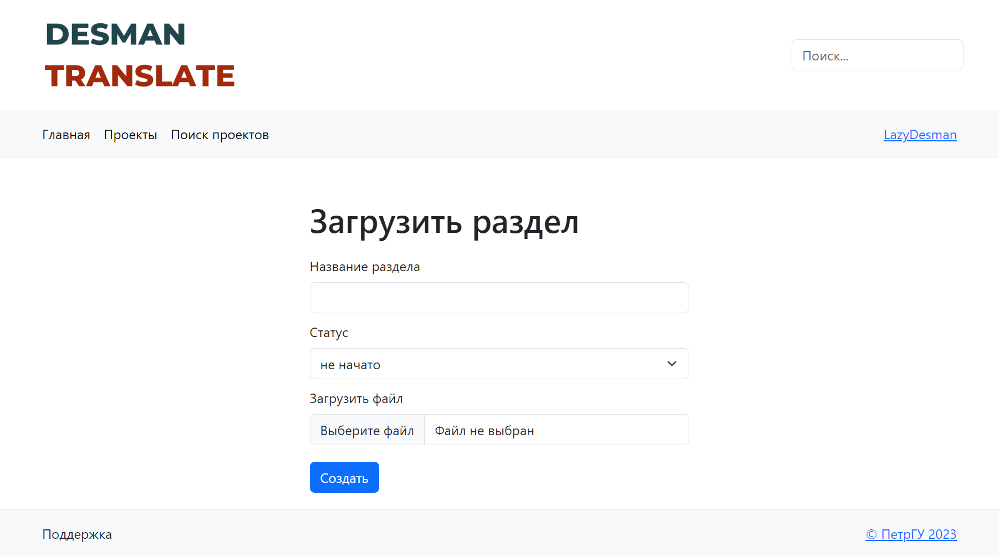 DESMAN
TRANSLATE
Поиск...
Главная Проекты Поиск проектов LazyDesman
Загрузить раздел
Название раздела
Статус
не начато
Загрузить файл
Выберите файл Файл не выбран
Создать
Поддержка © ПетрГУ 2023